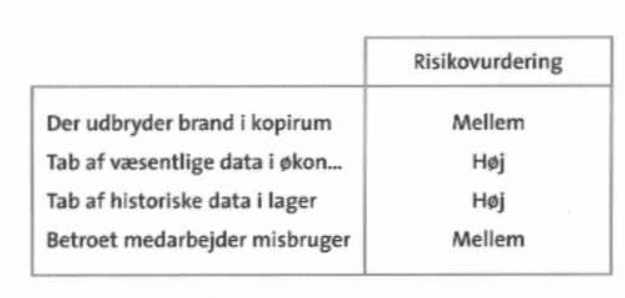 Risikovurdering
Der udbryder brand i kopirum Mellem
Tab af væsentlige data i økon... Høj
Tab af historiske data i lager Høj
Betroet medarbejder misbruger Mellem